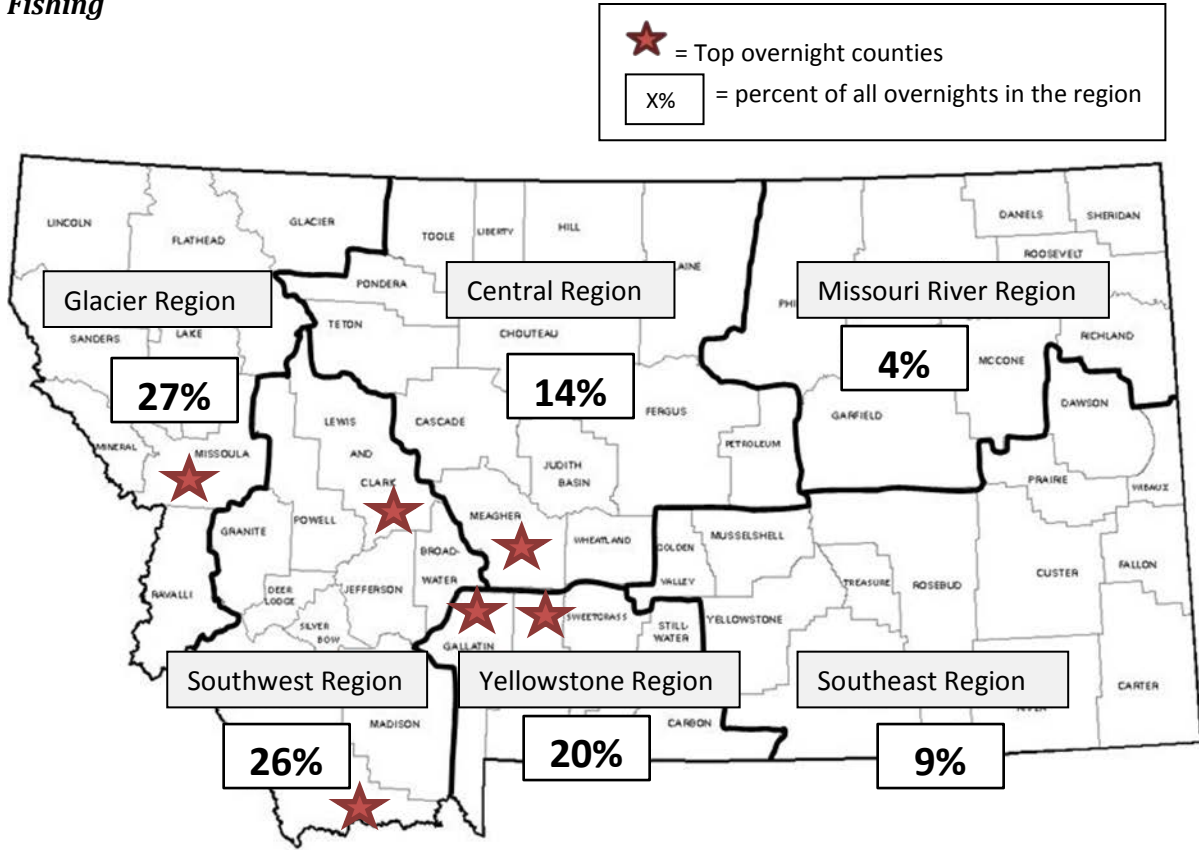 Fishing
= Top overnight counties
X% = percent of all overnights in the region
LINCOLN
FLATHEAD
GLACIER
TOOLE
LIBERTY
HILL
LAINE
DANIELS
SHERIDAN
ROOSEVELT
PONDERA
Glacier Region
Central Region
PHI
Missouri River Region
TETON
CHOUTEAU
SANDERS
LAKE
RICHLAND
MCCONE
27%
14%
4%
DAWSON
LEWIS
AND
CLARK
CASCADE
FERGUS
GARFIELD
MINERAL
MISSOULA
PETROLEUM
JUDITH
BASIN
PRAIRIE
WIBAUX
GRANITE
POWELL
MEAGHER
WHEATLAND
GOLDEN
VALLEY
MUSSELSHELL
BROAD-
WATER
RAVALLI
DEER
LODGE
JEFFERSON
TREASURE
ROSEBUD
CUSTER
FALLON
SILVER
BOW
GALLATIN
SWEETGRASS
STILL-
WATER
YELLOWSTONE
Southwest Region
Yellowstone Region
Southeast Region
CARTER
MADISON
CARBON
26%
20%
9%